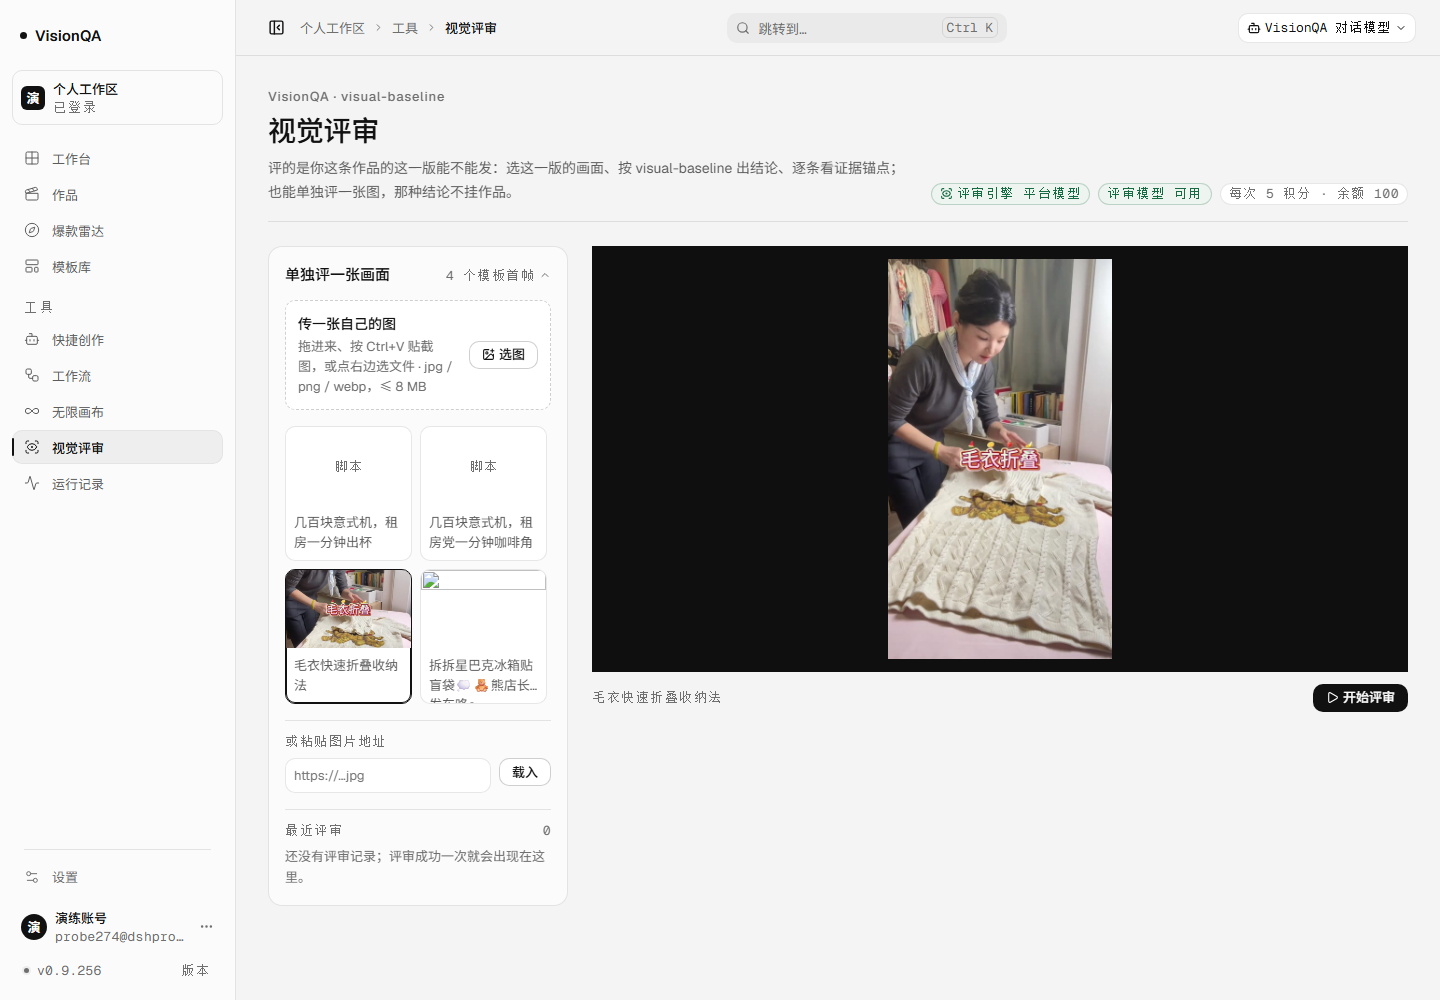 VisionQA
演
个人工作区
已登录
工作台
作品
爆款雷达
模板库
工具
快捷创作
工作流
无限画布
视觉评审
运行记录
设置
演
演练账号
probe274@dshpro…
v0.9.256
版本
个人工作区
工具
视觉评审
跳转到…
Ctrl K
VisionQA 对话模型
VisionQA · visual-baseline
视觉评审
评的是你这条作品的这一版能不能发：选这一版的画面、按 visual-baseline 出结论、逐条看证据锚点；
也能单独评一张图，那种结论不挂作品。
评审引擎 平台模型
评审模型 可用
每次 5 积分 · 余额 100
单独评一张画面
4 个模板首帧
传一张自己的图
拖进来、按 Ctrl+V 贴截
图，或点右边选文件 · jpg /
png / webp，≤ 8 MB
选图
脚本
几百块意式机，租
房一分钟出杯
脚本
几百块意式机，租
房党一分钟咖啡角
毛衣折叠
毛衣快速折叠收纳
法
拆拆星巴克冰箱贴
盲袋 熊店长…
或粘贴图片地址
https://…jpg
载入
最近评审
0
还没有评审记录；评审成功一次就会出现在这
里。
毛衣折叠
毛衣快速折叠收纳法
开始评审